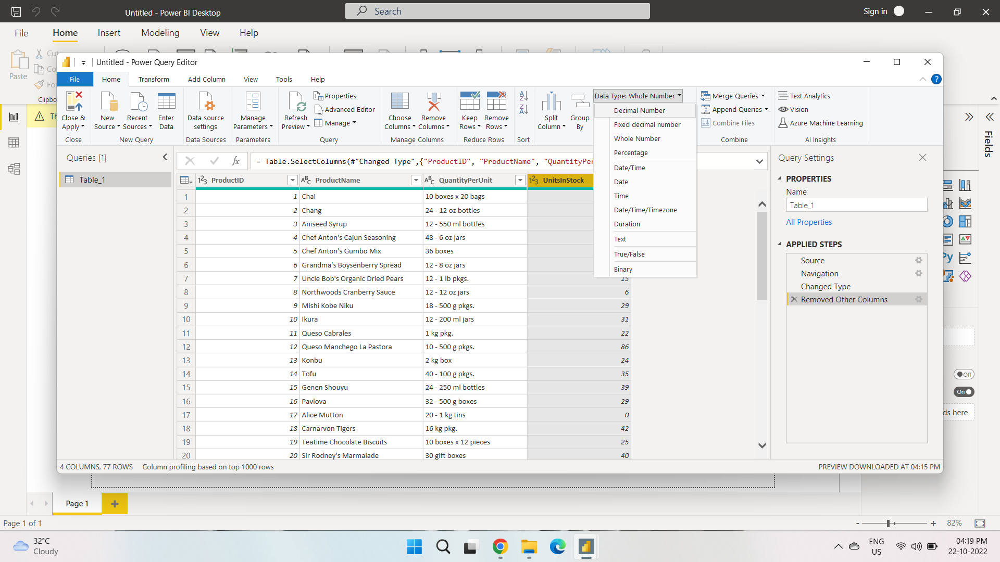 Untitled - Power BI Desktop
Search
Sign in
File Home Insert Modeling View Help
Paste
Untitled - Power Query Editor
File Home Transform Add Column View Tools Help
Close & Apply
New Source
Recent Sources
Enter Data
Data source settings
Manage Parameters
Refresh Preview
Properties
Advanced Editor
Manage
Choose Columns
Remove Columns
Keep Rows
Remove Rows
Split Column
Group By
Data Type: Whole Number
Merge Queries
Append Queries
Combine Files
Text Analytics
Vision
Azure Machine Learning
Close
New Query
Data Sources
Parameters
Query
Manage Columns
Reduce Rows
Sort
Combine
AI Insights
Decimal Number
Fixed decimal number
Whole Number
Percentage
Date/Time
Date
Time
Date/Time/Timezone
Duration
Text
True/False
Binary
Queries [1]
Table_1
= Table.SelectColumns(#"Changed Type",{"ProductID", "ProductName", "QuantityPer
ProductID ProductName QuantityPerUnit UnitsInStock
1 1 Chai 10 boxes x 20 bags
2 2 Chang 24 - 12 oz bottles
3 3 Aniseed Syrup 12 - 550 ml bottles
4 4 Chef Anton's Cajun Seasoning 48 - 6 oz jars
5 5 Chef Anton's Gumbo Mix 36 boxes
6 6 Grandma's Boysenberry Spread 12 - 8 oz jars
7 7 Uncle Bob's Organic Dried Pears 12 - 1 lb pkgs. 15
8 8 Northwoods Cranberry Sauce 12 - 12 oz jars 6
9 9 Mishi Kobe Niku 18 - 500 g pkgs. 29
10 10 Ikura 12 - 200 ml jars 31
11 11 Queso Cabrales 1 kg pkg. 22
12 12 Queso Manchego La Pastora 10 - 500 g pkgs. 86
13 13 Konbu 2 kg box 24
14 14 Tofu 40 - 100 g pkgs. 35
15 15 Genen Shouyu 24 - 250 ml bottles 39
16 16 Pavlova 32 - 500 g boxes 29
17 17 Alice Mutton 20 - 1 kg tins 0
18 18 Carnarvon Tigers 16 kg pkg. 42
19 19 Teatime Chocolate Biscuits 10 boxes x 12 pieces 25
20 20 Sir Rodney's Marmalade 30 gift boxes 40
Query Settings
PROPERTIES
Name
Table_1
All Properties
APPLIED STEPS
Source
Navigation
Changed Type
Removed Other Columns
Fields
Off
On
ds here
4 COLUMNS, 77 ROWS
Column profiling based on top 1000 rows
PREVIEW DOWNLOADED AT 04:15 PM
Page 1
Page 1 of 1
82%
32°C
Cloudy
ENG
US
04:19 PM
22-10-2022